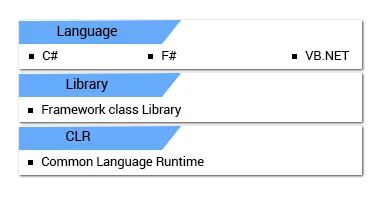 Language
C# F# VB.NET
Library
Framework class Library
CLR
Common Language Runtime